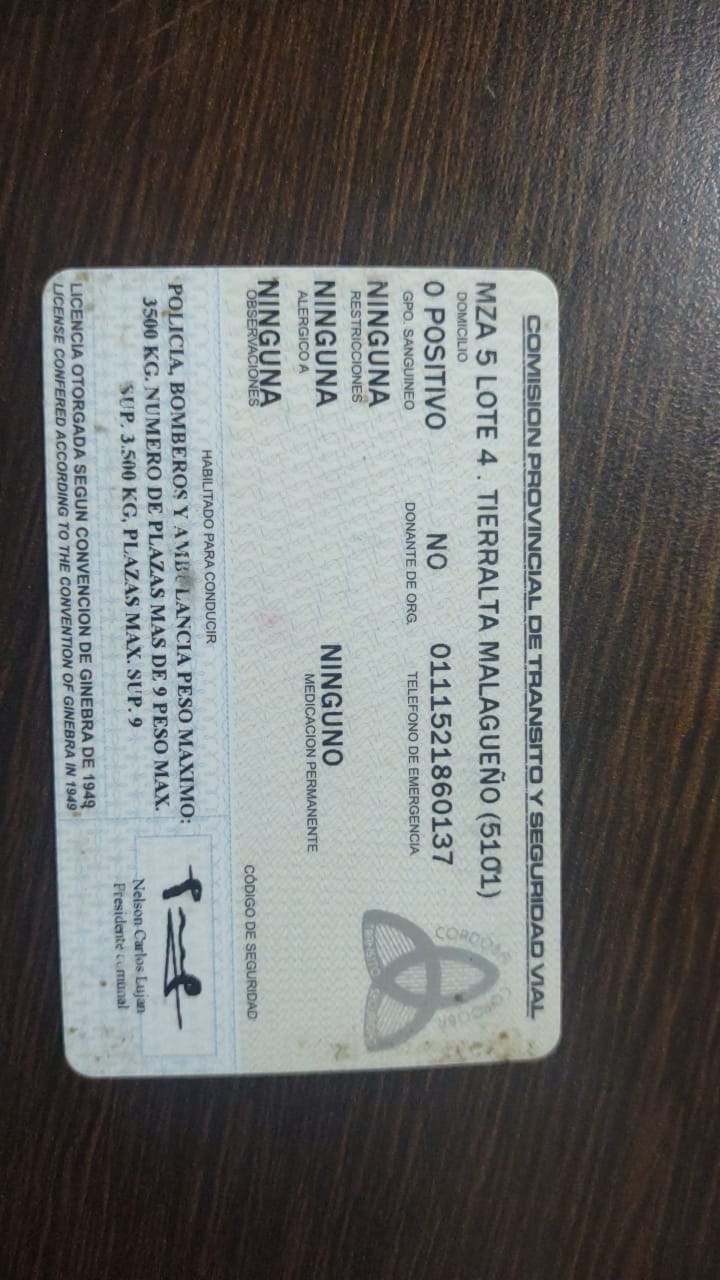 COMISION PROVINCIAL DE TRANSITO Y SEGURIDAD VIAL
MZA 5 LOTE 4 . TIERRALTA MALAGUEÑO (5101)
DOMICILIO
0 POSITIVO NO 0111521860137
GPO. SANGUINEO DONANTE DE ORG. TELEFONO DE EMERGENCIA
NINGUNA
RESTRICCIONES
NINGUNA NINGUNO
ALERGICO A MEDICACION PERMANENTE
NINGUNA
OBSERVACIONES
CÓDIGO DE SEGURIDAD
CORDOBA CORDOBA
HABILITADO PARA CONDUCIR
POLICIA, BOMBEROS Y AMBULANCIA PESO MAXIMO:
3500 KG. NUMERO DE PLAZAS MAS DE 9 PESO MAX.
SUP. 3.500 KG, PLAZAS MAX. SUP. 9
Nelson Carlos Lujan
Presidente comunal
LICENCIA OTORGADA SEGUN CONVENCION DE GINEBRA DE 1949
LICENSE CONFERED ACCORDING TO THE CONVENTION OF GINEBRA IN 1949